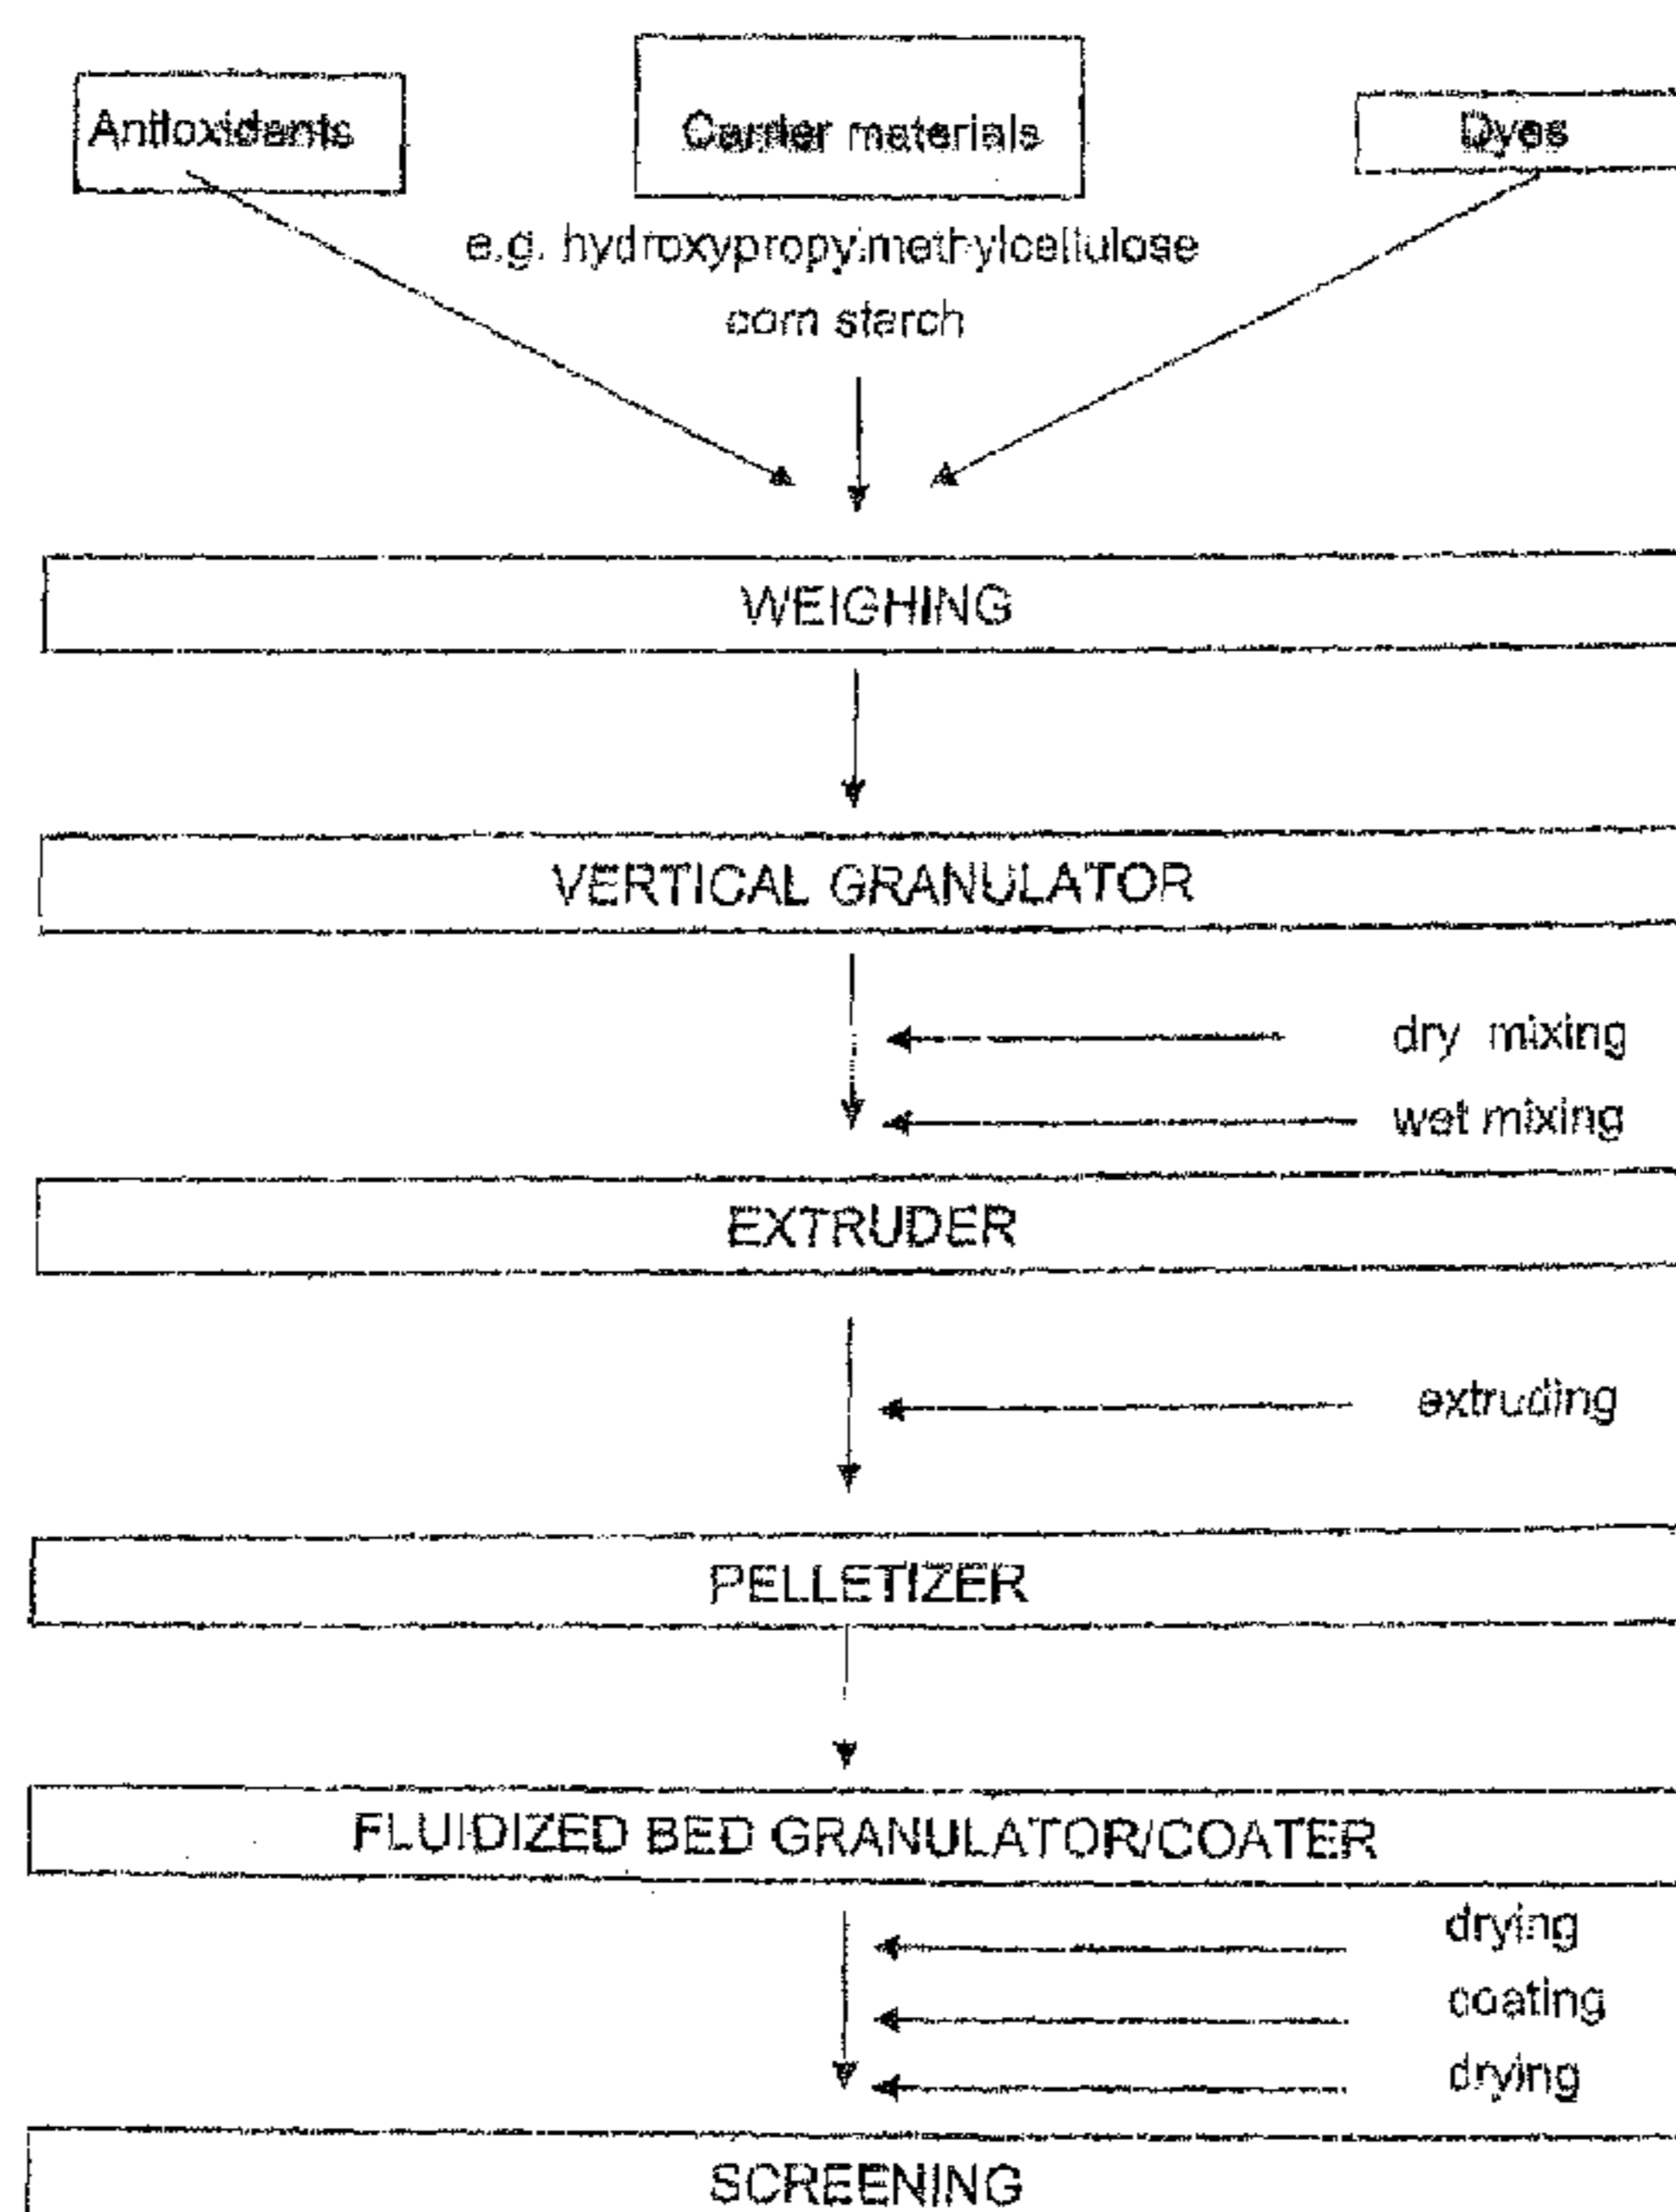 Antioxidants
Carrier materials
Dyes
e.g. hydroxypropylmethylcellulose
corn starch
WEIGHING
VERTICAL GRANULATOR
dry mixing
wet mixing
EXTRUDER
extruding
PELLETIZER
FLUIDIZED BED GRANULATOR/COATER
drying
coating
drying
SCREENING